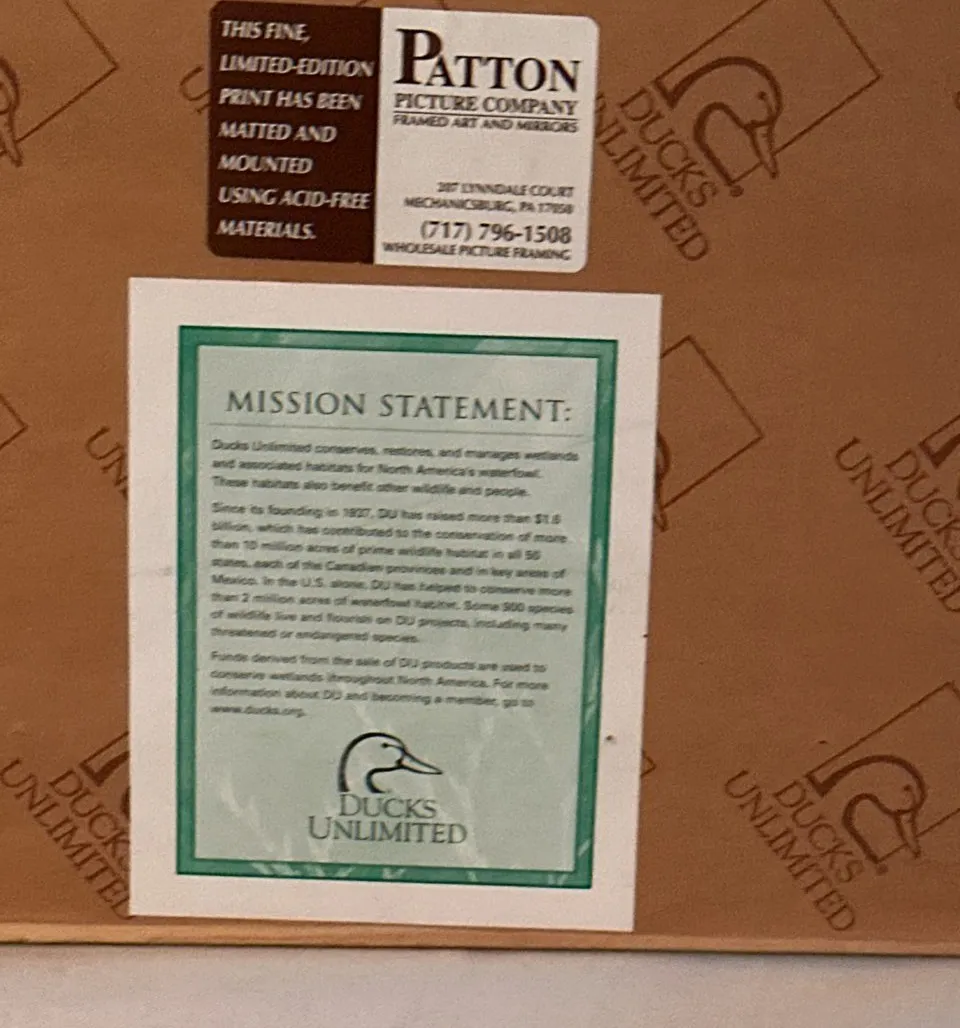 THIS FINE,
LIMITED-EDITION
PRINT HAS BEEN
MATTED AND
MOUNTED
USING ACID-FREE
MATERIALS.
PATTON
PICTURE COMPANY
FRAMED ART AND MIRRORS
207 LYNNDALE COURT
MECHANICSBURG, PA 17050
(717) 796-1508
WHOLESALE PICTURE FRAMING
DUCKS
UNLIMITED
MISSION STATEMENT:
Ducks Unlimited conserves, restores, and manages wetlands
and associated habitats for North America's waterfowl.
These habitats also benefit other wildlife and people.
Since its founding in 1937, DU has raised more than $1.6
billion, which has contributed to the conservation of more
than 10 million acres of prime wildlife habitat in all 50
states, each of the Canadian provinces and in key areas of
Mexico. In the U.S. alone, DU has helped to conserve more
than 2 million acres of waterfowl habitat. Some 900 species
of wildlife live and flourish on DU projects, including many
threatened or endangered species.
Funds derived from the sale of DU products are used to
conserve wetlands throughout North America. For more
information about DU and becoming a member, go to
www.ducks.org.
DUCKS
UNLIMITED
UN
DUCKS
UNLIMITED
DUCKS
UNLIMITED
DUCKS
UNLIMITED